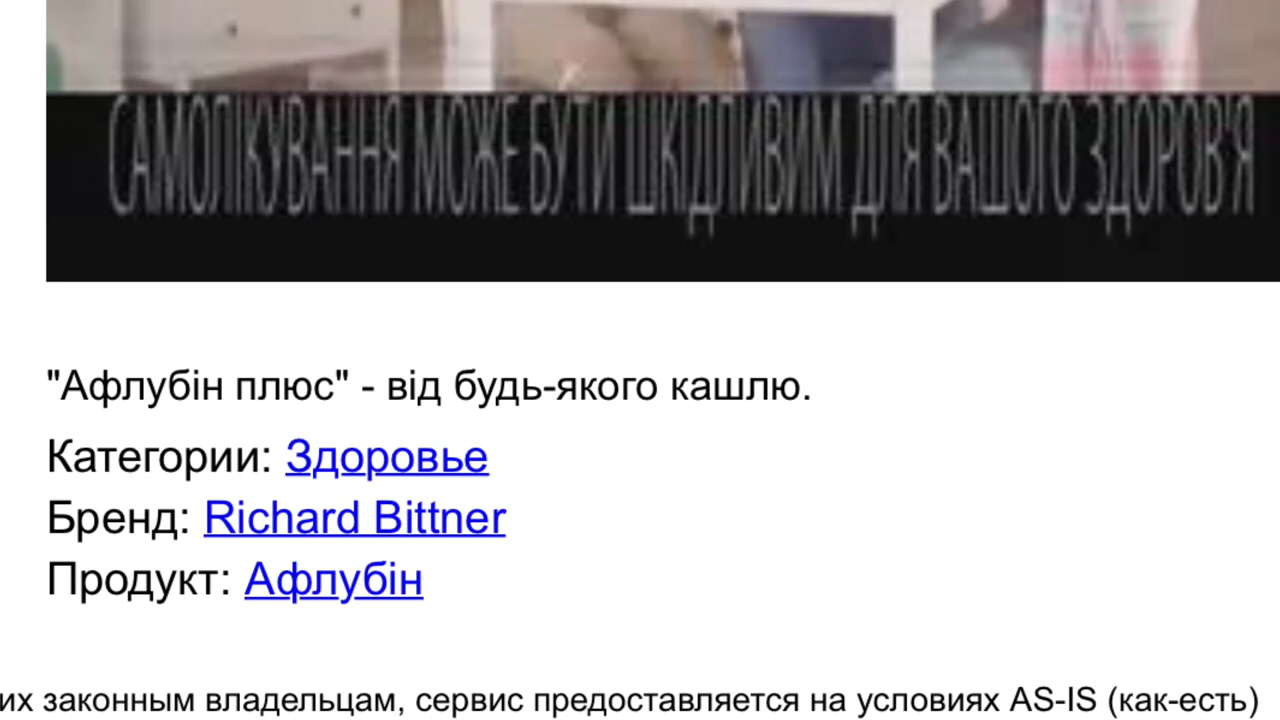 САМОЛІКУВАННЯ МОЖЕ БУТИ ШКІДЛИВИМ ДЛЯ ВАШОГО ЗДОРОВ'Я
"Афлубін плюс" - від будь-якого кашлю.
Категории: Здоровье
Бренд: Richard Bittner
Продукт: Афлубін
их законным владельцам, сервис предоставляется на условиях AS-IS (как-есть)